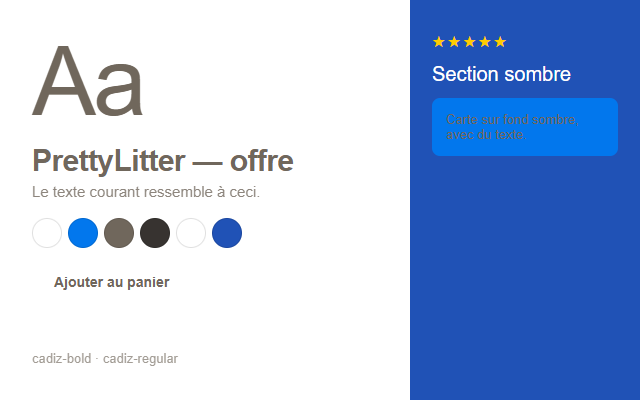 Aa
PrettyLitter — offre
Le texte courant ressemble à ceci.
Ajouter au panier
cadiz-bold · cadiz-regular
★★★★★
Section sombre
Carte sur fond sombre,
avec du texte.